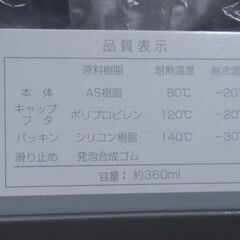 品質表示
原料樹脂 耐熱温度 耐冷温
本体 AS樹脂 80℃ -20℃
キャップ
フタ ポリプロピレン 120℃ -20
パッキン シリコン樹脂 140℃ -30
滑り止め 発泡合成ゴム
容量：約360ml